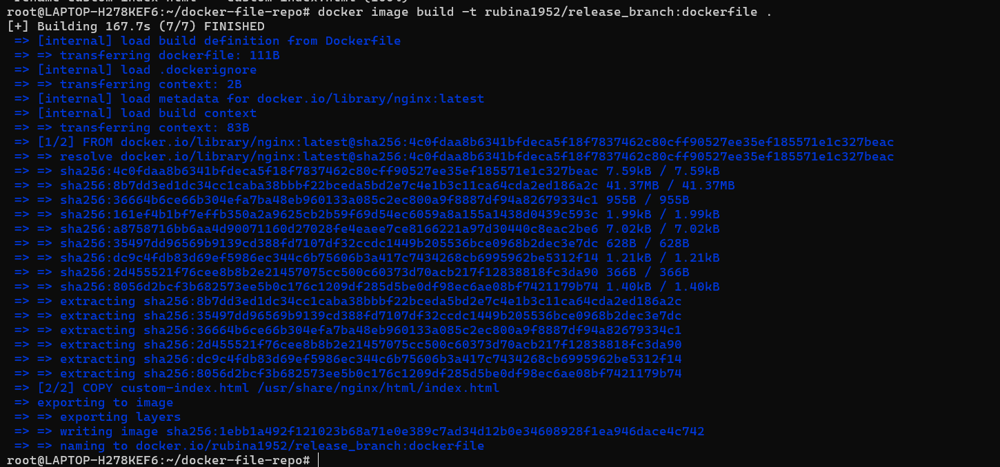 root@LAPTOP-H278KEF6:~/docker-file-repo# docker image build -t rubina1952/release_branch:dockerfile .
[+] Building 167.7s (7/7) FINISHED
=> [internal] load build definition from Dockerfile
=> => transferring dockerfile: 111B
=> [internal] load .dockerignore
=> => transferring context: 2B
=> [internal] load metadata for docker.io/library/nginx:latest
=> [internal] load build context
=> => transferring context: 83B
=> [1/2] FROM docker.io/library/nginx:latest@sha256:4c0fdaa8b6341bfdeca5f18f7837462c80cff90527ee35ef185571e1c327beac
=> => resolve docker.io/library/nginx:latest@sha256:4c0fdaa8b6341bfdeca5f18f7837462c80cff90527ee35ef185571e1c327beac
=> => sha256:4c0fdaa8b6341bfdeca5f18f7837462c80cff90527ee35ef185571e1c327beac 7.59kB / 7.59kB
=> => sha256:8b7dd3ed1dc34cc1caba38bbbf22bceda5bd2e7c4e1b3c11ca64cda2ed186a2c 41.37MB / 41.37MB
=> => sha256:36664b6ce66b304efa7ba48eb960133a085c2ec800a9f8887df94a82679334c1 955B / 955B
=> => sha256:161ef4b1bf7effb350a2a9625cb2b59f69d54ec6059a8a155a1438d0439c593c 1.99kB / 1.99kB
=> => sha256:a8758716bb6aa4d90071160d27028fe4eaee7ce8166221a97d30440c8eac2be6 7.02kB / 7.02kB
=> => sha256:35497dd96569b9139cd388fd7107df32ccdc1449b205536bce0968b2dec3e7dc 628B / 628B
=> => sha256:dc9c4fdb83d69ef5986ec344c6b75606b3a417c7434268cb6995962be5312f14 1.21kB / 1.21kB
=> => sha256:2d455521f76cee8b8b2e21457075cc500c60373d70acb217f12838818fc3da90 366B / 366B
=> => sha256:8056d2bcf3b682573ee5b0c176c1209df285d5be0df98ec6ae08bf7421179b74 1.40kB / 1.40kB
=> => extracting sha256:8b7dd3ed1dc34cc1caba38bbbf22bceda5bd2e7c4e1b3c11ca64cda2ed186a2c
=> => extracting sha256:35497dd96569b9139cd388fd7107df32ccdc1449b205536bce0968b2dec3e7dc
=> => extracting sha256:36664b6ce66b304efa7ba48eb960133a085c2ec800a9f8887df94a82679334c1
=> => extracting sha256:2d455521f76cee8b8b2e21457075cc500c60373d70acb217f12838818fc3da90
=> => extracting sha256:dc9c4fdb83d69ef5986ec344c6b75606b3a417c7434268cb6995962be5312f14
=> => extracting sha256:8056d2bcf3b682573ee5b0c176c1209df285d5be0df98ec6ae08bf7421179b74
=> [2/2] COPY custom-index.html /usr/share/nginx/html/index.html
=> exporting to image
=> => exporting layers
=> => writing image sha256:1ebb1a492f121023b68a71e0e389c7ad34d12b0e34608928f1ea946dace4c742
=> => naming to docker.io/rubina1952/release_branch:dockerfile
root@LAPTOP-H278KEF6:~/docker-file-repo#